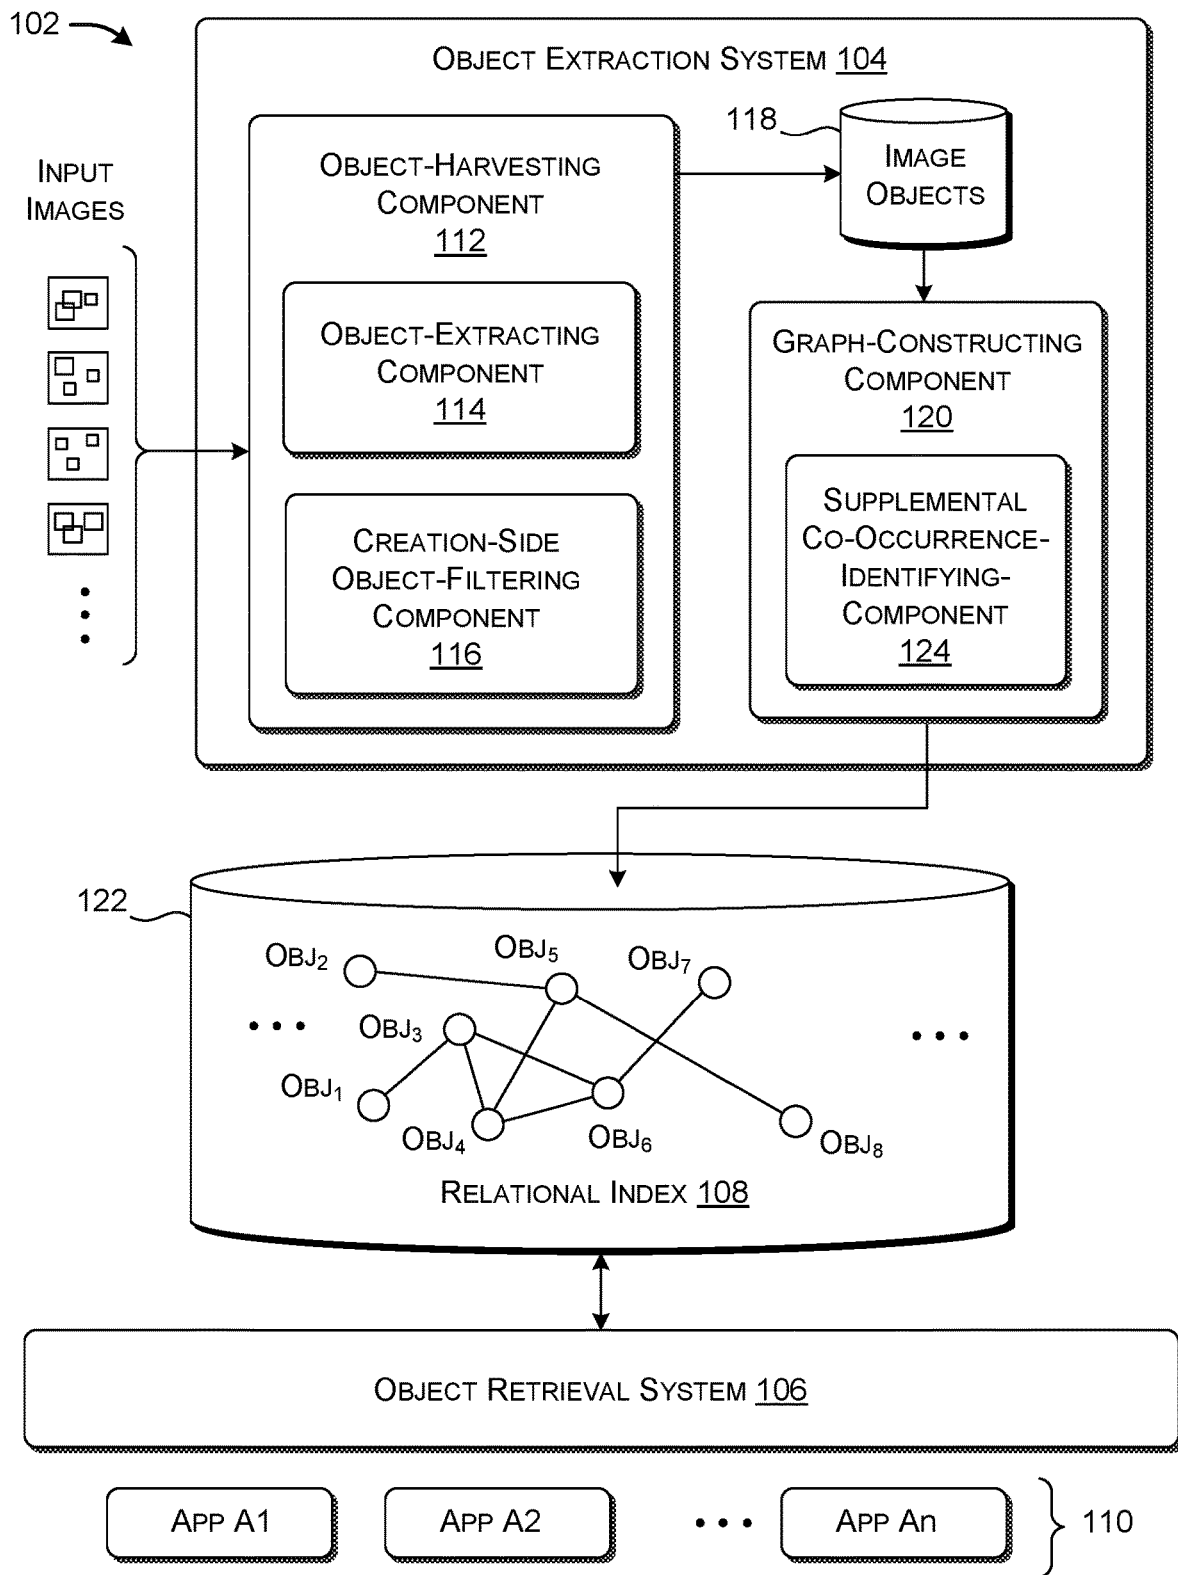 102
OBJECT EXTRACTION SYSTEM 104
INPUT
IMAGES
OBJECT-HARVESTING
COMPONENT
112
OBJECT-EXTRACTING
COMPONENT
114
CREATION-SIDE
OBJECT-FILTERING
COMPONENT
116
118
IMAGE
OBJECTS
GRAPH-CONSTRUCTING
COMPONENT
120
SUPPLEMENTAL
CO-OCCURRENCE-
IDENTIFYING-
COMPONENT
124
122
OBJ2
OBJ5
OBJ7
OBJ3
OBJ1
OBJ4
OBJ6
OBJ8
RELATIONAL INDEX 108
OBJECT RETRIEVAL SYSTEM 106
APP A1
APP A2
APP An
110